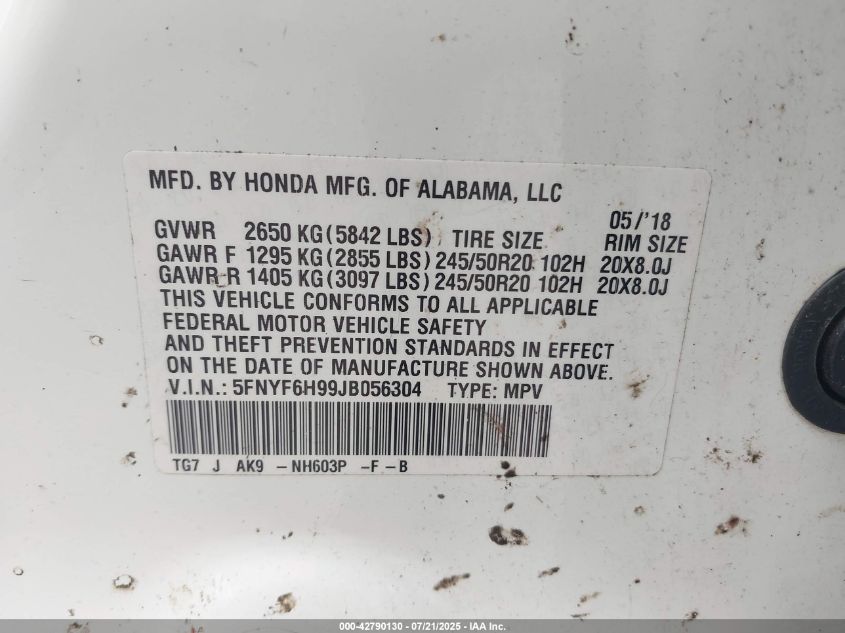 MFD. BY HONDA MFG. OF ALABAMA, LLC
05/'18
GVWR 2650 KG(5842 LBS) TIRE SIZE RIM SIZE
GAWR F 1295 KG(2855 LBS) 245/50R20 102H 20X8.0J
GAWR R 1405 KG(3097 LBS) 245/50R20 102H 20X8.0J
THIS VEHICLE CONFORMS TO ALL APPLICABLE
FEDERAL MOTOR VEHICLE SAFETY
AND THEFT PREVENTION STANDARDS IN EFFECT
ON THE DATE OF MANUFACTURE SHOWN ABOVE.
V.I.N.: 5FNYF6H99JB056304 TYPE: MPV
TG7 J AK9 -NH603P -F-B
000-42790130 - 07/21/2025 - IAA Inc.